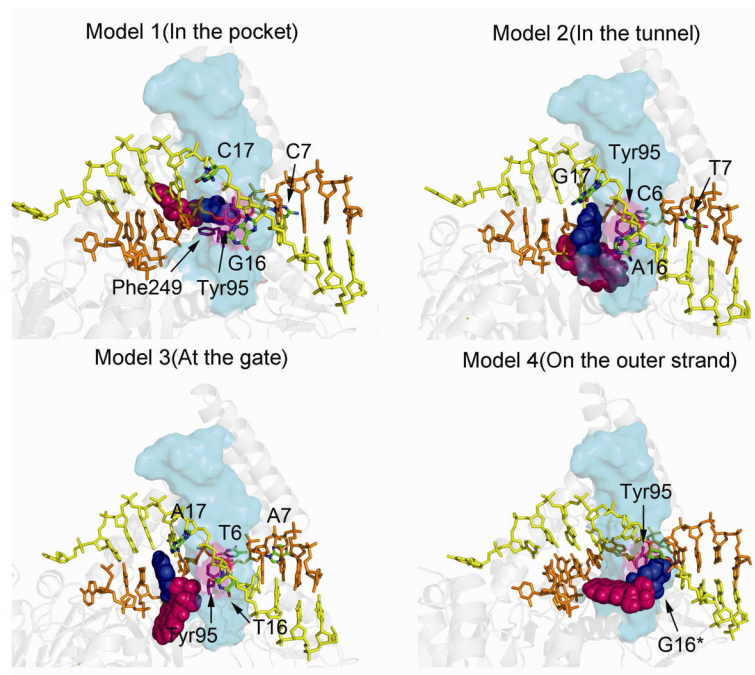 Model 1(In the pocket)
C17
C7
Phe249
Tyr95
G16
Model 2(In the tunnel)
Tyr95
G17
C6
T7
A16
Model 3(At the gate)
A17
T6
A7
Tyr95
T16
Model 4(On the outer strand)
Tyr95
G16*